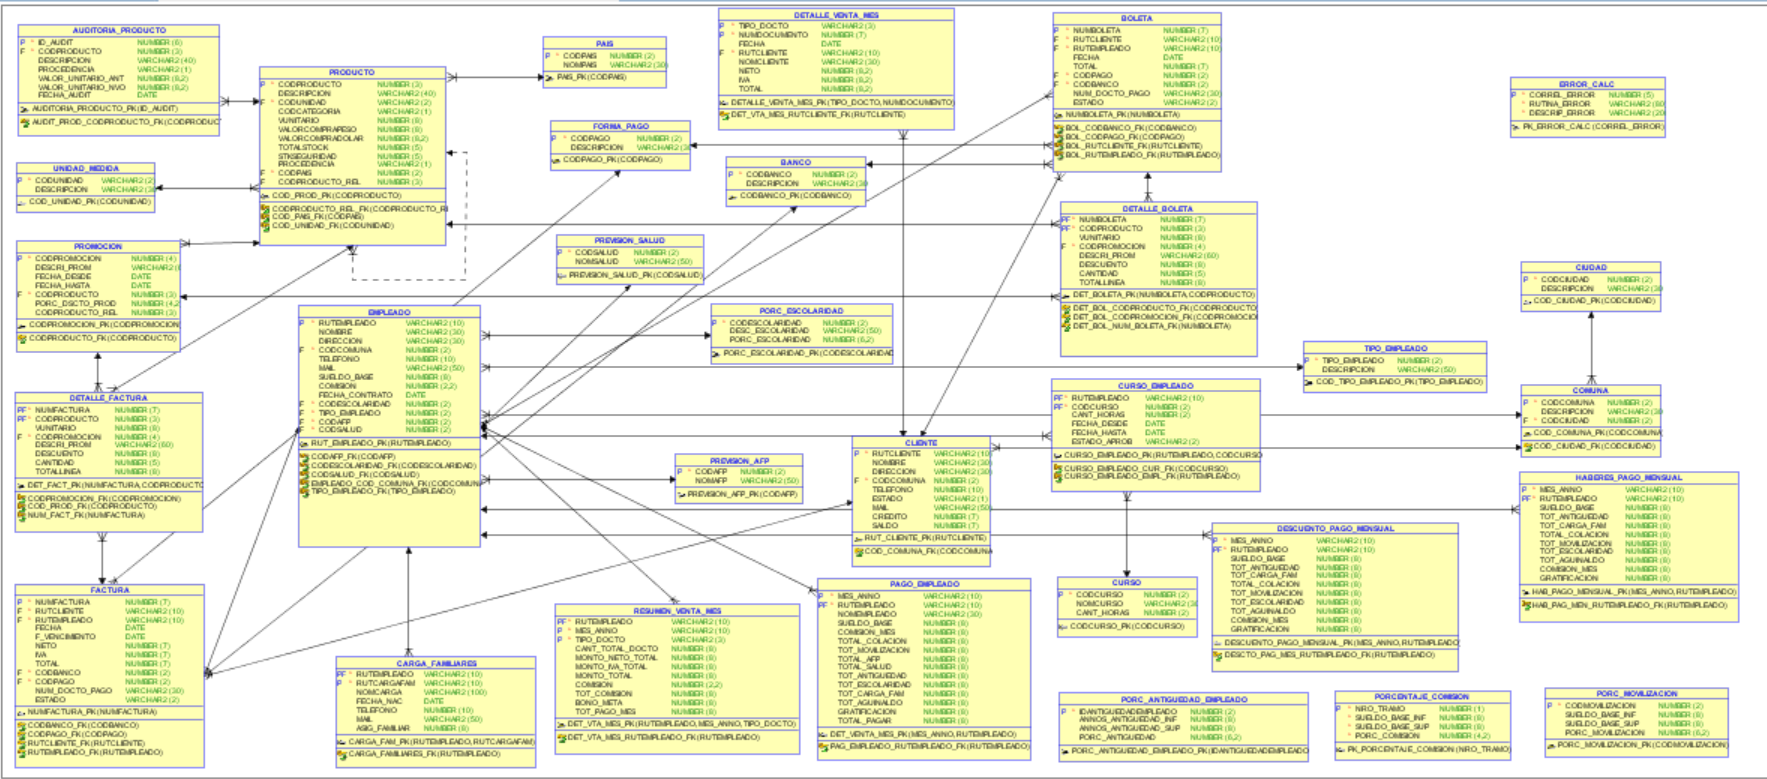 AUDITORIA_PRODUCTO
P * ID_AUDIT NUMBER (6)
F * CODPRODUCTO NUMBER (3)
DESCRIPCION VARCHAR2 (40)
PROCEDENCIA VARCHAR2 (1)
VALOR_UNITARIO_ANT NUMBER (8,2)
VALOR_UNITARIO_NVO NUMBER (8,2)
FECHA_AUDIT DATE
AUDITORIA_PRODUCTO_PK (ID_AUDIT)
AUDIT_PROD_CODPRODUCTO_FK (CODPRODUC
PRODUCTO
P * CODPRODUCTO NUMBER (3)
DESCRIPCION VARCHAR2 (40)
F * CODUNIDAD VARCHAR2 (2)
CODCATEGORIA VARCHAR2 (1)
VUNITARIO NUMBER (8)
VALORCOMPRAPESO NUMBER (8)
VALORCOMPRADOLAR NUMBER (8,2)
TOTALSTOCK NUMBER (5)
STKSEGURIDAD NUMBER (5)
PROCEDENCIA VARCHAR2 (1)
F * CODPAIS NUMBER (2)
F * CODPRODUCTO_REL NUMBER (3)
COD_PROD_PK (CODPRODUCTO)
CODPRODUCTO_REL_FK (CODPRODUCTO_RE
COD_PAIS_FK (CODPAIS)
COD_UNIDAD_FK (CODUNIDAD)
PAIS
P * CODPAIS NUMBER (2)
NOMPAIS VARCHAR2 (30)
PAIS_PK (CODPAIS)
DETALLE_VENTA_MES
P * TIPO_DOCTO VARCHAR2 (3)
P * NUMDOCUMENTO NUMBER (7)
FECHA DATE
F * RUTCLIENTE VARCHAR2 (10)
NOMCLIENTE VARCHAR2 (30)
NETO NUMBER (8,2)
IVA NUMBER (8,2)
TOTAL NUMBER (8,2)
DETALLE_VENTA_MES_PK (TIPO_DOCTO, NUMDOCUMENTO)
DET_VTA_MES_RUTCLIENTE_FK (RUTCLIENTE)
BOLETA
P * NUMBOLETA NUMBER (7)
F * RUTCLIENTE VARCHAR2 (10)
F * RUTEMPLEADO VARCHAR2 (10)
FECHA DATE
TOTAL NUMBER (7)
F * CODPAGO NUMBER (2)
F * CODBANCO NUMBER (2)
NUM_DOCTO_PAGO VARCHAR2 (30)
ESTADO VARCHAR2 (2)
NUMBOLETA_PK (NUMBOLETA)
BOL_CODBANCO_FK (CODBANCO)
BOL_CODPAGO_FK (CODPAGO)
BOL_RUTCLIENTE_FK (RUTCLIENTE)
BOL_RUTEMPLEADO_FK (RUTEMPLEADO)
ERROR_CALC
P * CORREL_ERROR NUMBER (5)
RUTINA_ERROR VARCHAR2 (80)
DESCRIP_ERROR VARCHAR2 (20
PK_ERROR_CALC (CORREL_ERROR)
FORMA_PAGO
P * CODPAGO NUMBER (2)
DESCRIPCION VARCHAR2 (3
CODPAGO_PK (CODPAGO)
BANCO
P * CODBANCO NUMBER (2)
DESCRIPCION VARCHAR2 (30
CODBANCO_PK (CODBANCO)
UNIDAD_MEDIDA
P * CODUNIDAD VARCHAR2 (2)
DESCRIPCION VARCHAR2 (3
COD_UNIDAD_PK (CODUNIDAD)
PROMOCION
P * CODPROMOCION NUMBER (4)
DESCRI_PROM VARCHAR2 (
FECHA_DESDE DATE
FECHA_HASTA DATE
F * CODPRODUCTO NUMBER (3)
PORC_DSCTO_PROD NUMBER (4,2
CODPRODUCTO_REL NUMBER (3)
CODPROMOCION_PK (CODPROMOCION)
CODPRODUCTO_FK (CODPRODUCTO)
PREVISION_SALUD
P * CODSALUD NUMBER (2)
NOMSALUD VARCHAR2 (50)
PREVISION_SALUD_PK (CODSALUD)
DETALLE_BOLETA
PF * NUMBOLETA NUMBER (7)
PF * CODPRODUCTO NUMBER (3)
VUNITARIO NUMBER (8)
F * CODPROMOCION NUMBER (4)
DESCRI_PROM VARCHAR2 (60)
DESCUENTO NUMBER (8)
CANTIDAD NUMBER (5)
TOTALLINEA NUMBER (8)
DET_BOLETA_PK (NUMBOLETA, CODPRODUCTO)
DET_BOL_CODPRODUCTO_FK (CODPRODUCTO
DET_BOL_CODPROMOCION_FK (CODPROMOCIO
DET_BOL_NUM_BOLETA_FK (NUMBOLETA)
CIUDAD
P * CODCIUDAD NUMBER (2)
DESCRIPCION VARCHAR2 (30
COD_CIUDAD_PK (CODCIUDAD)
EMPLEADO
P * RUTEMPLEADO VARCHAR2 (10)
NOMBRE VARCHAR2 (30)
DIRECCION VARCHAR2 (30)
F * CODCOMUNA NUMBER (2)
TELEFONO NUMBER (10)
MAIL VARCHAR2 (50)
SUELDO_BASE NUMBER (8)
COMISION NUMBER (2,2)
FECHA_CONTRATO DATE
F * CODESCOLARIDAD NUMBER (2)
F * TIPO_EMPLEADO NUMBER (2)
F * CODAFP NUMBER (2)
F * CODSALUD NUMBER (2)
RUT_EMPLEADO_PK (RUTEMPLEADO)
CODAFP_FK (CODAFP)
CODESCOLARIDAD_FK (CODESCOLARIDAD)
CODSALUD_FK (CODSALUD)
EMPLEADO_COD_COMUNA_FK (CODCOMUN
TIPO_EMPLEADO_FK (TIPO_EMPLEADO)
PORC_ESCOLARIDAD
P * CODESCOLARIDAD NUMBER (2)
DESC_ESCOLARIDAD VARCHAR2 (50)
PORC_ESCOLARIDAD NUMBER (6,2)
PORC_ESCOLARIDAD_PK (CODESCOLARIDAD
TIPO_EMPLEADO
P * TIPO_EMPLEADO NUMBER (2)
DESCRIPCION VARCHAR2 (50)
COD_TIPO_EMPLEADO_PK (TIPO_EMPLEADO)
DETALLE_FACTURA
PF * NUMFACTURA NUMBER (7)
PF * CODPRODUCTO NUMBER (3)
VUNITARIO NUMBER (8)
F * CODPROMOCION NUMBER (4)
DESCRI_PROM VARCHAR2 (60)
DESCUENTO NUMBER (8)
CANTIDAD NUMBER (5)
TOTALLINEA NUMBER (8)
DET_FACT_PK (NUMFACTURA, CODPRODUCTO
CODPROMOCION_FK (CODPROMOCION)
COD_PROD_FK (CODPRODUCTO)
NUM_FACT_FK (NUMFACTURA)
CURSO_EMPLEADO
PF * RUTEMPLEADO VARCHAR2 (10)
PF * CODCURSO NUMBER (2)
CANT_HORAS NUMBER (2)
FECHA_DESDE DATE
FECHA_HASTA DATE
ESTADO_APROB VARCHAR2 (2)
CURSO_EMPLEADO_PK (RUTEMPLEADO, CODCURSO
CURSO_EMPLEADO_CUR_FK (CODCURSO)
CURSO_EMPLEADO_EMPL_FK (RUTEMPLEADO)
COMUNA
P * CODCOMUNA NUMBER (2)
DESCRIPCION VARCHAR2 (30
F * CODCIUDAD NUMBER (2)
COD_COMUNA_PK (CODCOMUNA
COD_CIUDAD_FK (CODCIUDAD)
CLIENTE
P * RUTCLIENTE VARCHAR2 (10
NOMBRE VARCHAR2 (30
DIRECCION VARCHAR2 (30
F * CODCOMUNA NUMBER (2)
TELEFONO NUMBER (10)
ESTADO VARCHAR2 (1)
MAIL VARCHAR2 (50
CREDITO NUMBER (7)
SALDO NUMBER (7)
RUT_CLIENTE_PK (RUTCLIENTE)
COD_COMUNA_FK (CODCOMUNA
PREVISION_AFP
P * CODAFP NUMBER (2)
NOMAFP VARCHAR2 (50)
PREVISION_AFP_PK (CODAFP)
HABERES_PAGO_MENSUAL
P * MES_ANNO VARCHAR2 (10)
PF * RUTEMPLEADO VARCHAR2 (10)
SUELDO_BASE NUMBER (8)
TOT_ANTIGUEDAD NUMBER (8)
TOT_CARGA_FAM NUMBER (8)
TOTAL_COLACION NUMBER (8)
TOT_MOVILIZACION NUMBER (8)
TOT_ESCOLARIDAD NUMBER (8)
TOT_AGUINALDO NUMBER (8)
COMISION_MES NUMBER (8)
GRATIFICACION NUMBER (8)
HAB_PAGO_MENSUAL_PK (MES_ANNO, RUTEMPLEADO)
HAB_PAG_MEN_RUTEMPLEADO_FK (RUTEMPLEADO)
DESCUENTO_PAGO_MENSUAL
P * MES_ANNO VARCHAR2 (10)
PF * RUTEMPLEADO VARCHAR2 (10)
SUELDO_BASE NUMBER (8)
TOT_ANTIGUEDAD NUMBER (8)
TOT_CARGA_FAM NUMBER (8)
TOTAL_COLACION NUMBER (8)
TOT_MOVILIZACION NUMBER (8)
TOT_ESCOLARIDAD NUMBER (8)
TOT_AGUINALDO NUMBER (8)
COMISION_MES NUMBER (8)
GRATIFICACION NUMBER (8)
DESCUENTO_PAGO_MENSUAL_PK (MES_ANNO, RUTEMPLEADO
DESCTO_PAG_MES_RUTEMPLEADO_FK (RUTEMPLEADO)
FACTURA
P * NUMFACTURA NUMBER (7)
F * RUTCLIENTE VARCHAR2 (10)
F * RUTEMPLEADO VARCHAR2 (10)
FECHA DATE
F_VENCIMIENTO DATE
NETO NUMBER (7)
IVA NUMBER (7)
TOTAL NUMBER (7)
F * CODBANCO NUMBER (2)
F * CODPAGO NUMBER (2)
NUM_DOCTO_PAGO VARCHAR2 (30)
ESTADO VARCHAR2 (2)
NUMFACTURA_PK (NUMFACTURA)
CODBANCO_FK (CODBANCO)
CODPAGO_FK (CODPAGO)
RUTCLIENTE_FK (RUTCLIENTE)
RUTEMPLEADO_FK (RUTEMPLEADO)
CARGA_FAMILIARES
PF * RUTEMPLEADO VARCHAR2 (10)
P * RUTCARGAFAM VARCHAR2 (10)
NOMCARGA VARCHAR2 (100)
FECHA_NAC DATE
TELEFONO NUMBER (10)
MAIL VARCHAR2 (50)
ASIG_FAMILIAR NUMBER (8)
CARGA_FAM_PK (RUTEMPLEADO, RUTCARGAFAM)
CARGA_FAMILIARES_FK (RUTEMPLEADO)
RESUMEN_VENTA_MES
PF * RUTEMPLEADO VARCHAR2 (10)
P * MES_ANNO VARCHAR2 (10)
P * TIPO_DOCTO VARCHAR2 (3)
CANT_TOTAL_DOCTO NUMBER (8)
MONTO_NETO_TOTAL NUMBER (8)
MONTO_IVA_TOTAL NUMBER (8)
MONTO_TOTAL NUMBER (8)
COMISION NUMBER (2,2)
TOT_COMISION NUMBER (8)
BONO_META NUMBER (8)
TOT_PAGO_MES NUMBER (8)
DET_VTA_MES_PK (RUTEMPLEADO, MES_ANNO, TIPO_DOCTO)
DET_VTA_MES_RUTEMPLEADO_FK (RUTEMPLEADO)
PAGO_EMPLEADO
P * MES_ANNO VARCHAR2 (10)
PF * RUTEMPLEADO VARCHAR2 (10)
NOMEMPLEADO VARCHAR2 (30)
SUELDO_BASE NUMBER (8)
COMISION_MES NUMBER (8)
TOTAL_COLACION NUMBER (8)
TOT_MOVILIZACION NUMBER (8)
TOTAL_AFP NUMBER (8)
TOTAL_SALUD NUMBER (8)
TOT_ANTIGUEDAD NUMBER (8)
TOT_ESCOLARIDAD NUMBER (8)
TOT_CARGA_FAM NUMBER (8)
TOT_AGUINALDO NUMBER (8)
GRATIFICACION NUMBER (8)
TOTAL_PAGAR NUMBER (8)
DET_VENTA_MES_PK (MES_ANNO, RUTEMPLEADO)
PAG_EMPLEADO_RUTEMPLEADO_FK (RUTEMPLEADO)
CURSO
P * CODCURSO NUMBER (2)
NOMCURSO VARCHAR2 (3
CANT_HORAS NUMBER (2)
CODCURSO_PK (CODCURSO)
PORC_ANTIGUEDAD_EMPLEADO
P * IDANTIGUEDADEMPLEADO NUMBER (2)
ANNOS_ANTIGUEDAD_INF NUMBER (8)
ANNOS_ANTIGUEDAD_SUP NUMBER (8)
PORC_ANTIGUEDAD NUMBER (6,2)
PORC_ANTIGUEDAD_EMPLEADO_PK (IDANTIGUEDADEMPLEADO
PORCENTAJE_COMISION
P * NRO_TRAMO NUMBER (1)
* SUELDO_BASE_INF NUMBER (8)
* SUELDO_BASE_SUP NUMBER (8)
* PORC_COMISION NUMBER (4,2)
PK_PORCENTAJE_COMISION (NRO_TRAMO)
PORC_MOVILIZACION
P * CODMOVILIZACION NUMBER (2)
SUELDO_BASE_INF NUMBER (8)
SUELDO_BASE_SUP NUMBER (8)
PORC_MOVILIZACION NUMBER (6,2)
PORC_MOVILIZACION_PK (CODMOVILIZACION)